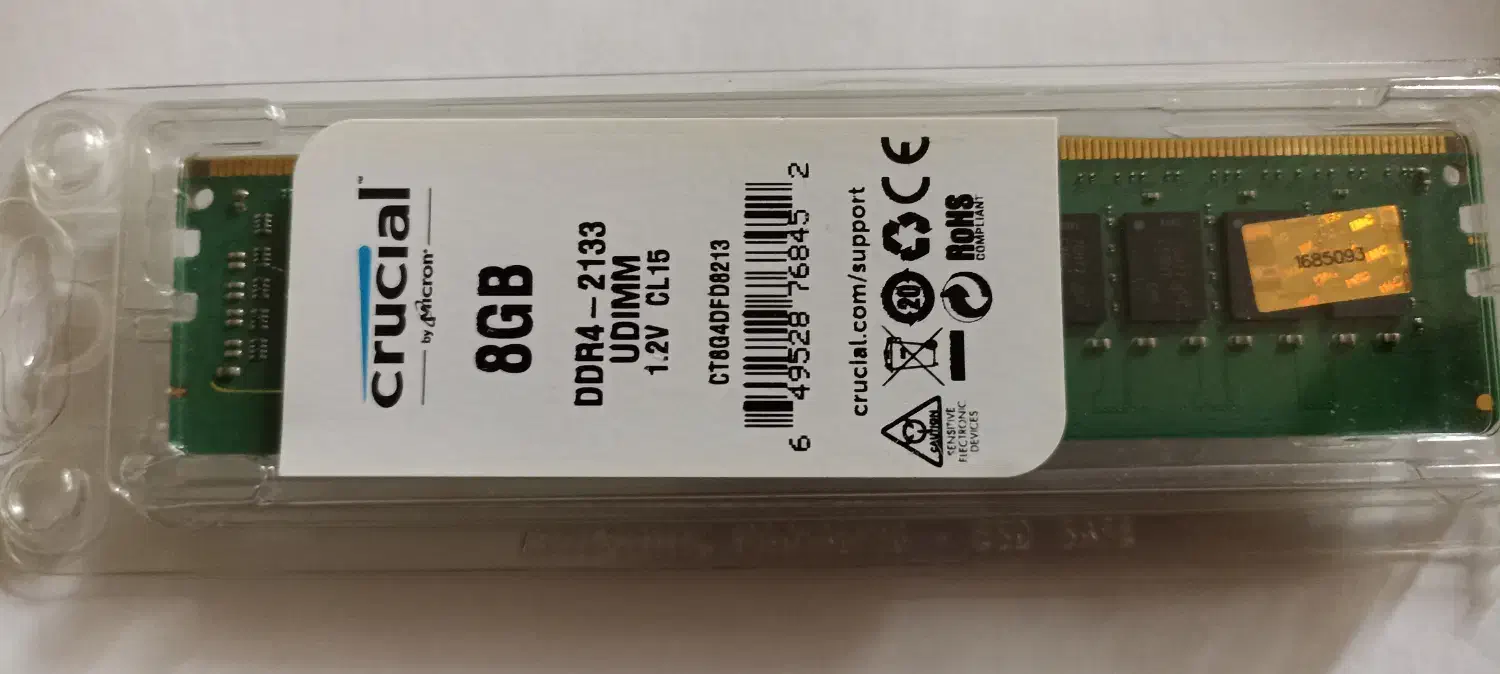 crucial™
by Micron®
8GB
DDR4-2133
UDIMM
1.2V CL15
CT8G4DFD8213
6 49528 76845 2
crucial.com/support
CE
20
RoHS
COMPLIANT
CAUTION
SENSITIVE
ELECTRONIC
DEVICES
1685093